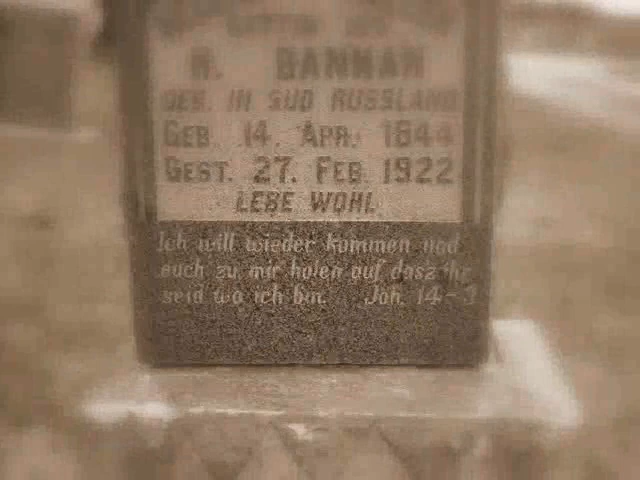 H. BANMAN
GEB. IN SUD RUSSLAND
GEB. 14. APR. 1844
GEST. 27. FEB. 1922
LEBE WOHL
Ich will wieder kommen und
euch zu mir holen auf dasz ihr
seid wo ich bin. Joh. 14-3